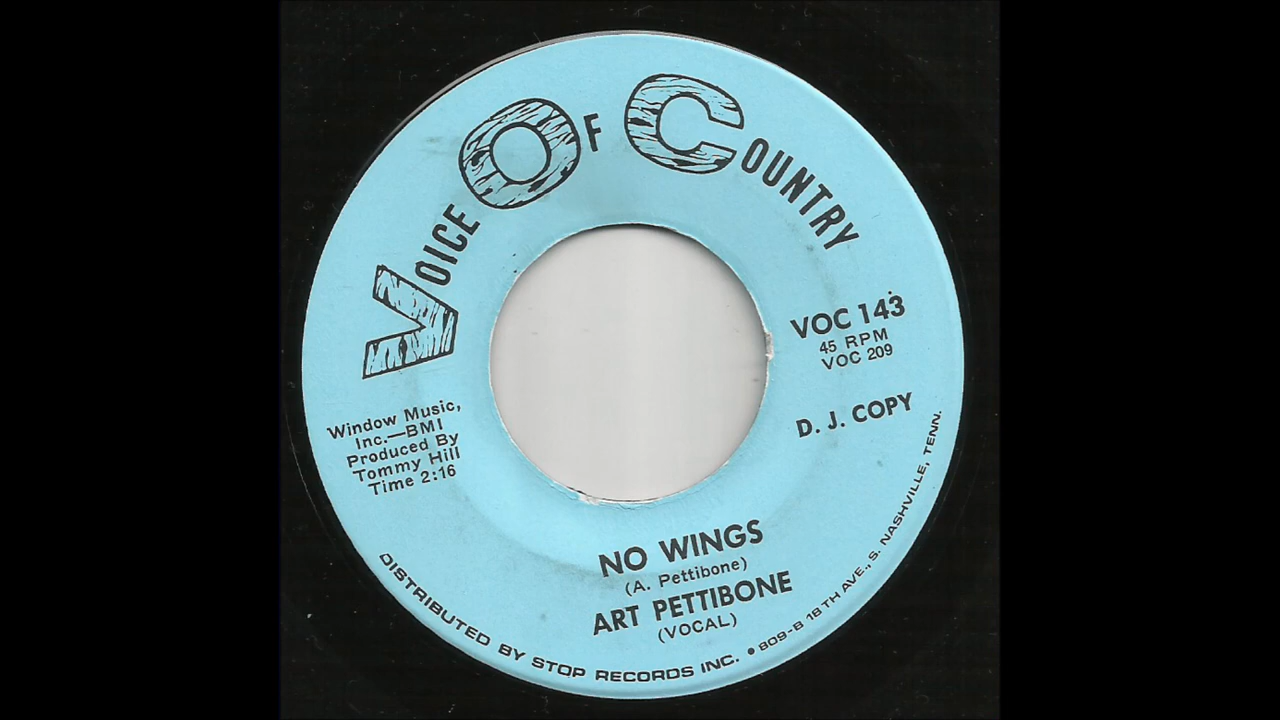 VOICE OF COUNTRY
VOC 143
45 RPM
VOC 209
D. J. COPY
Window Music,
Inc.—BMI
Produced By
Tommy Hill
Time 2:16
NO WINGS
(A. Pettibone)
ART PETTIBONE
(VOCAL)
DISTRIBUTED BY STOP RECORDS INC. • 809-B 18TH AVE., S. NASHVILLE, TENN.